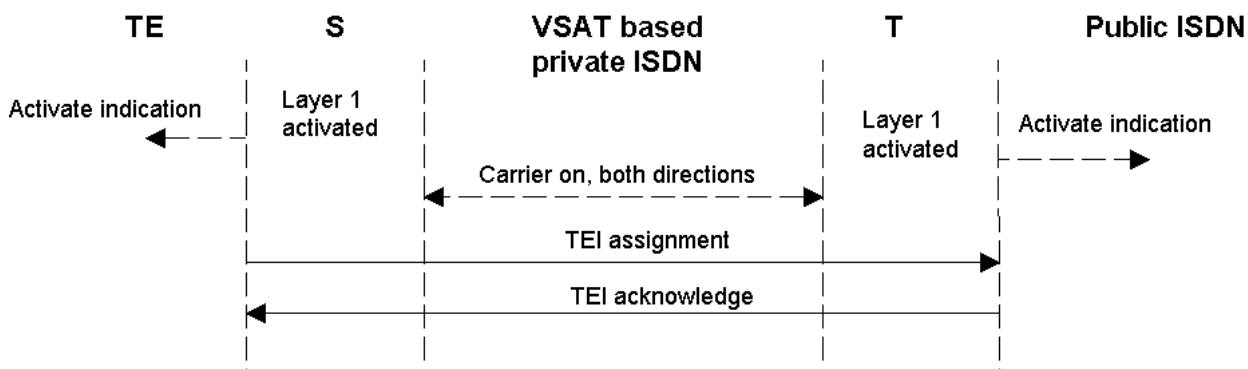 TE
S
VSAT based
private ISDN
T
Public ISDN
Activate indication
Layer 1
activated
Layer 1
activated
Activate indication
Carrier on, both directions
TEI assignment
TEI acknowledge